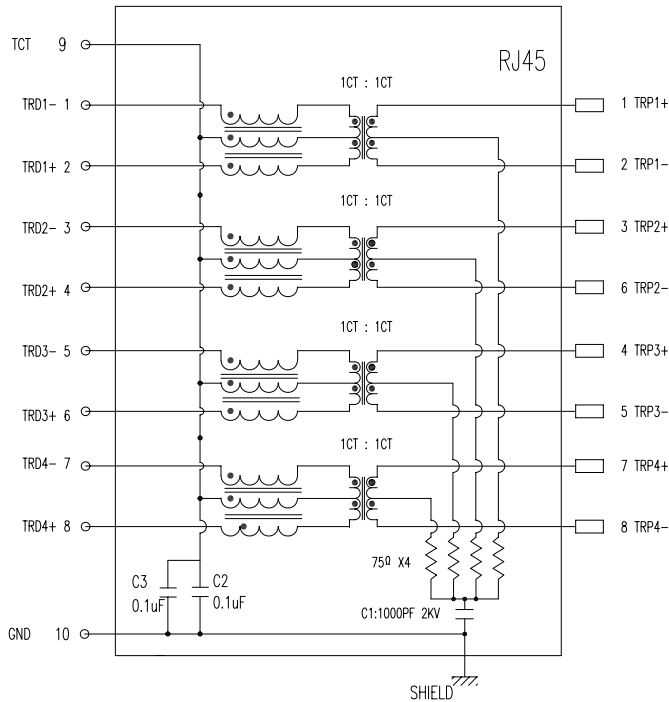 TCT 9
RJ45
1CT : 1CT
TRD1- 1
1 TRP1+
TRD1+ 2
2 TRP1-
1CT : 1CT
TRD2- 3
3 TRP2+
TRD2+ 4
6 TRP2-
1CT : 1CT
TRD3- 5
4 TRP3+
TRD3+ 6
5 TRP3-
1CT : 1CT
TRD4- 7
7 TRP4+
TRD4+ 8
8 TRP4-
75Ω X4
C3
0.1uF
C2
0.1uF
C1:1000PF 2KV
GND 10
SHIELD